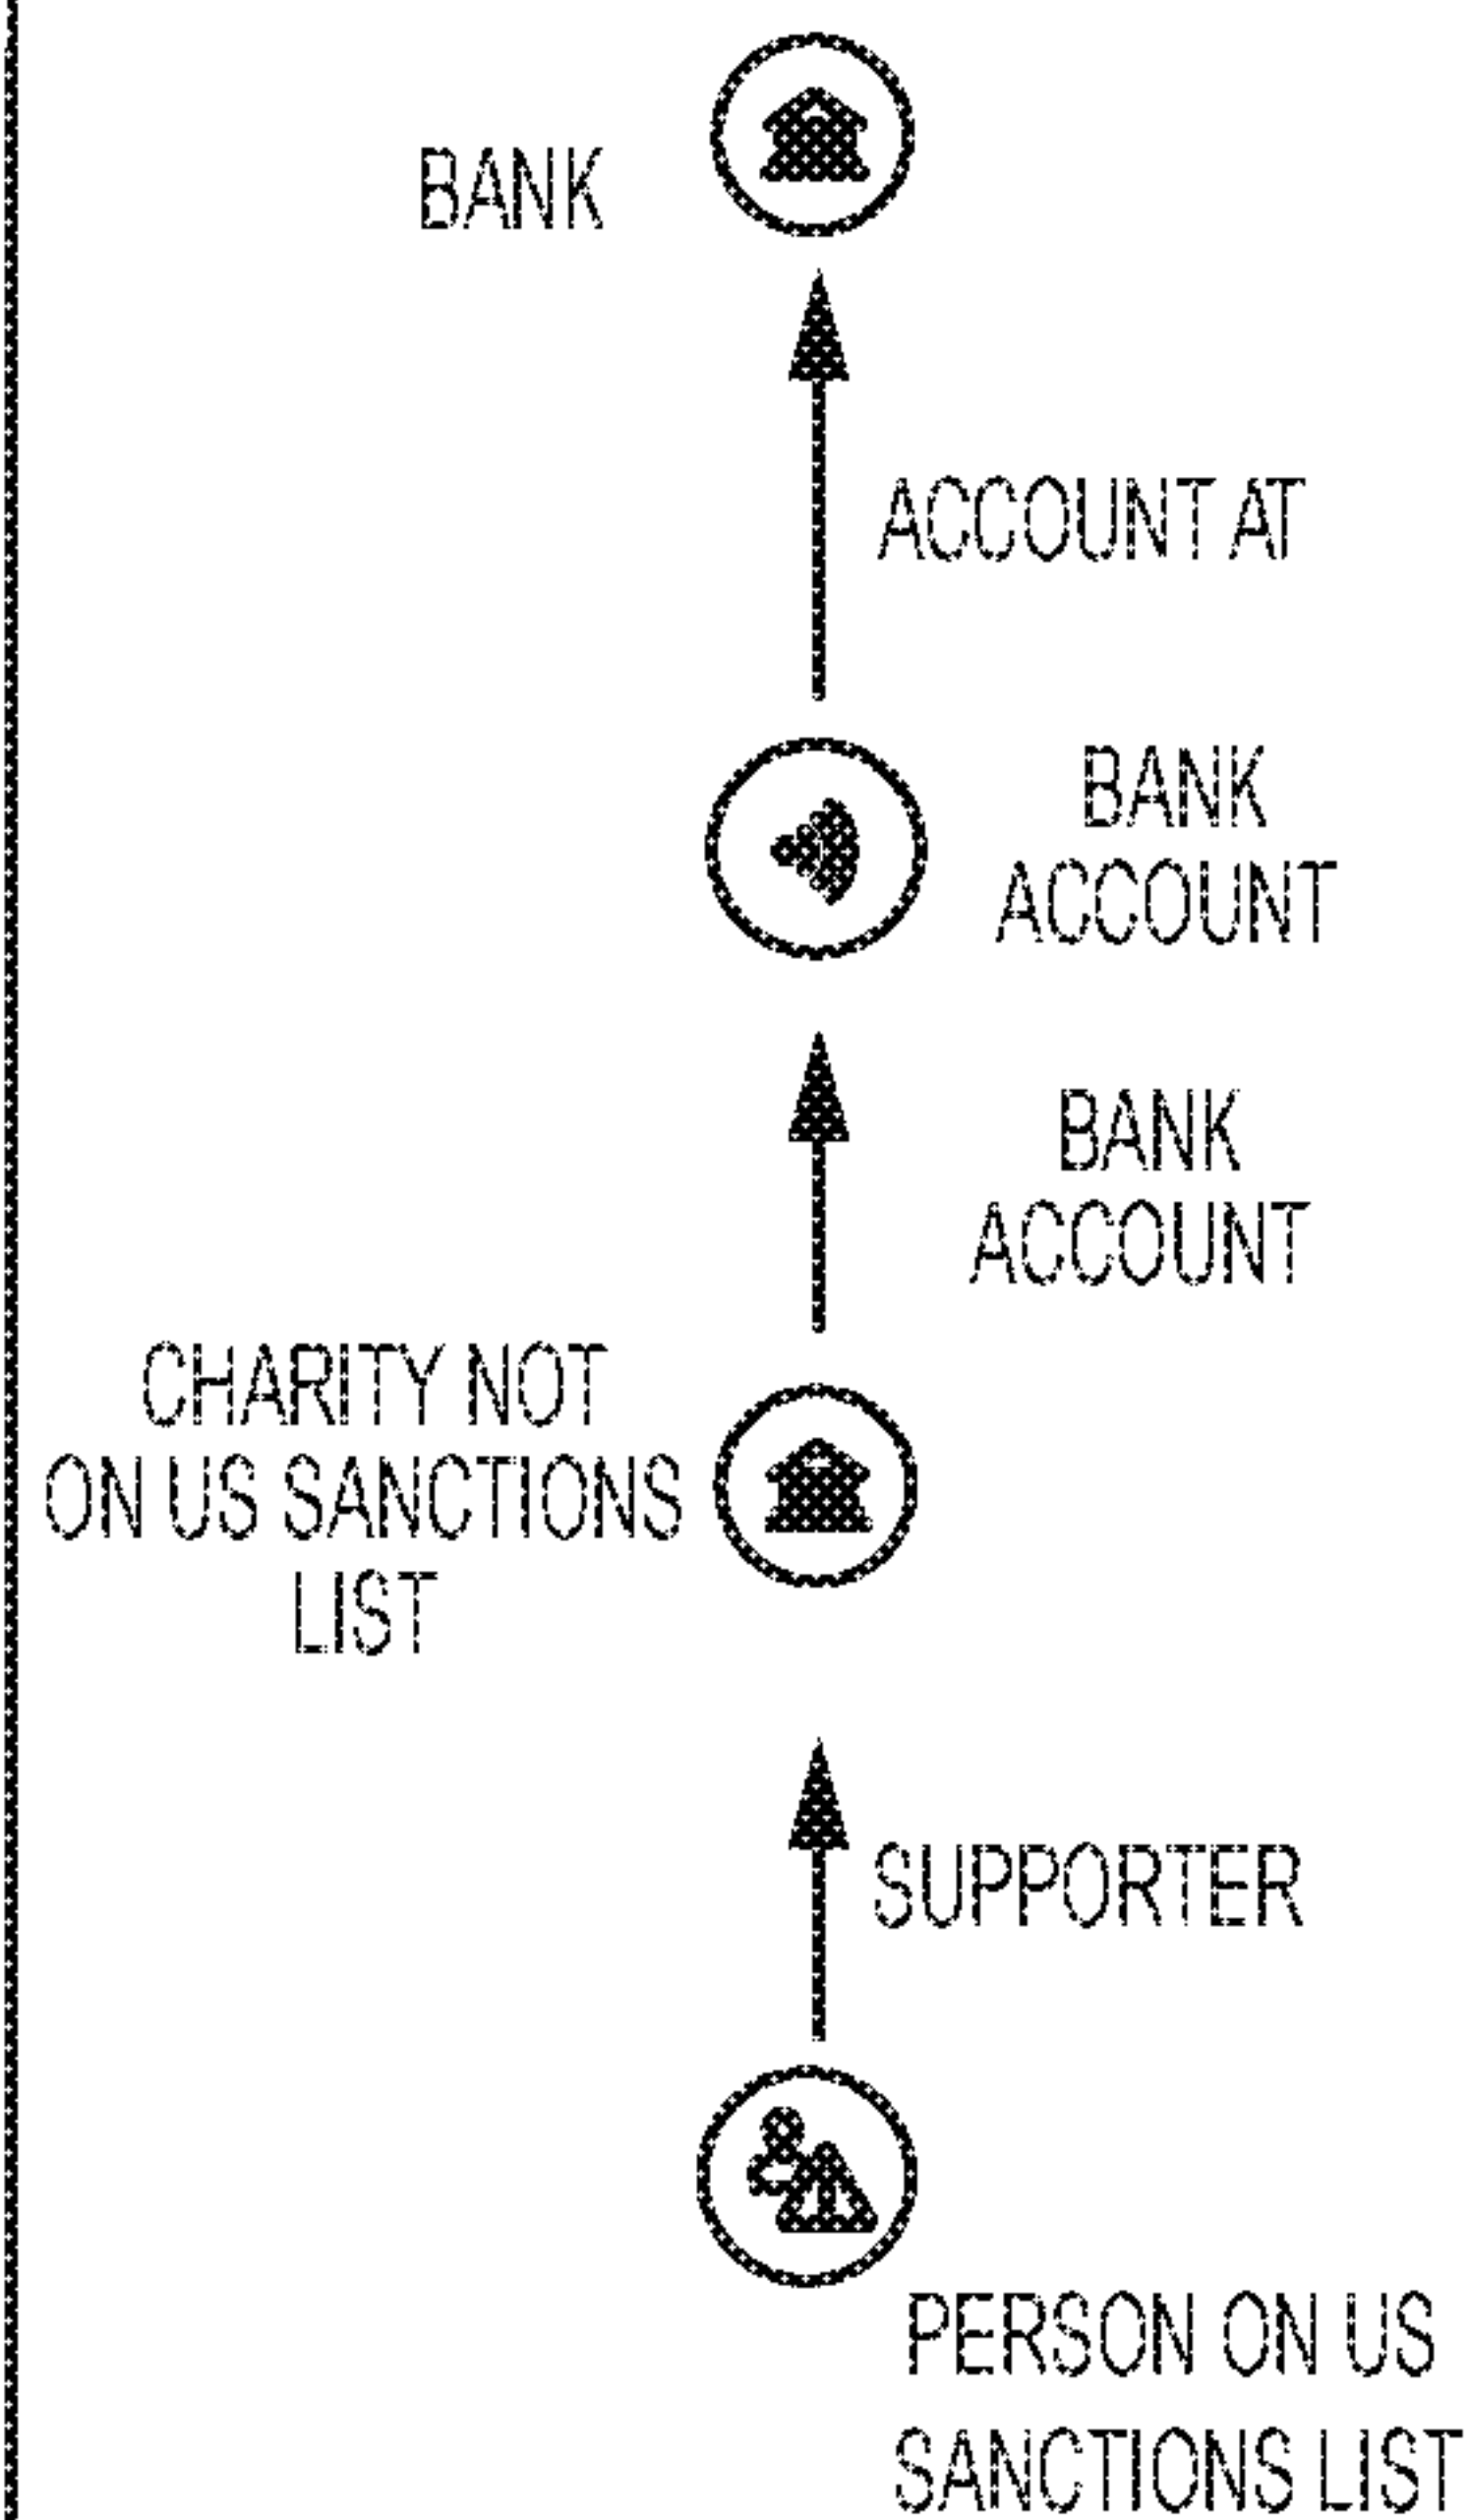 BANK
ACCOUNT AT
BANK
ACCOUNT
BANK
ACCOUNT
CHARITY NOT
ON US SANCTIONS
LIST
SUPPORTER
PERSON ON US
SANCTIONS LIST